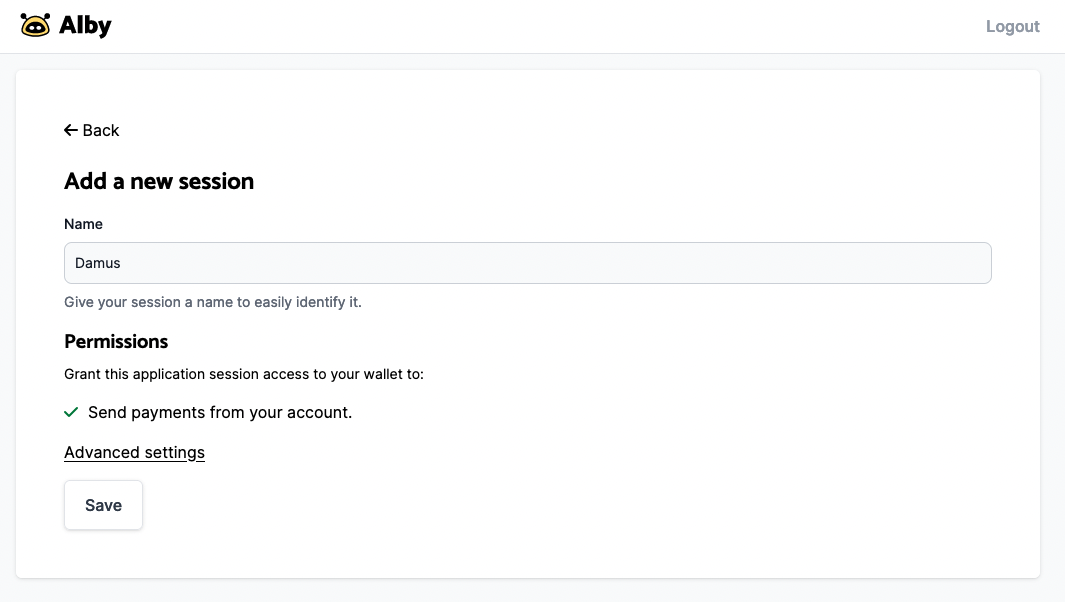 Alby
Logout
Back
Add a new session
Name
Damus
Give your session a name to easily identify it.
Permissions
Grant this application session access to your wallet to:
Send payments from your account.
Advanced settings
Save